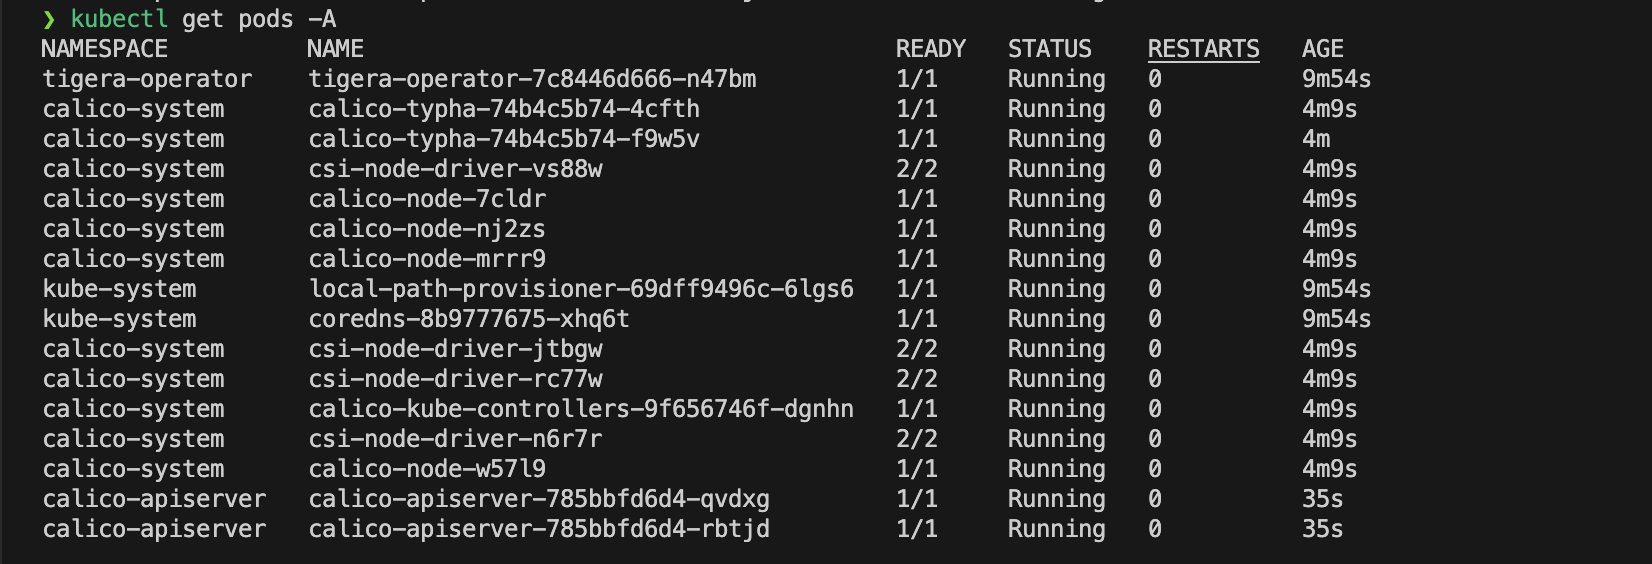 ❯ kubectl get pods -A
NAMESPACE NAME READY STATUS RESTARTS AGE
tigera-operator tigera-operator-7c8446d666-n47bm 1/1 Running 0 9m54s
calico-system calico-typha-74b4c5b74-4cfth 1/1 Running 0 4m9s
calico-system calico-typha-74b4c5b74-f9w5v 1/1 Running 0 4m
calico-system csi-node-driver-vs88w 2/2 Running 0 4m9s
calico-system calico-node-7cldr 1/1 Running 0 4m9s
calico-system calico-node-nj2zs 1/1 Running 0 4m9s
calico-system calico-node-mrrr9 1/1 Running 0 4m9s
kube-system local-path-provisioner-69dff9496c-6lgs6 1/1 Running 0 9m54s
kube-system coredns-8b9777675-xhq6t 1/1 Running 0 9m54s
calico-system csi-node-driver-jtbgw 2/2 Running 0 4m9s
calico-system csi-node-driver-rc77w 2/2 Running 0 4m9s
calico-system calico-kube-controllers-9f656746f-dgnhn 1/1 Running 0 4m9s
calico-system csi-node-driver-n6r7r 2/2 Running 0 4m9s
calico-system calico-node-w57l9 1/1 Running 0 4m9s
calico-apiserver calico-apiserver-785bbfd6d4-qvdxg 1/1 Running 0 35s
calico-apiserver calico-apiserver-785bbfd6d4-rbtjd 1/1 Running 0 35s